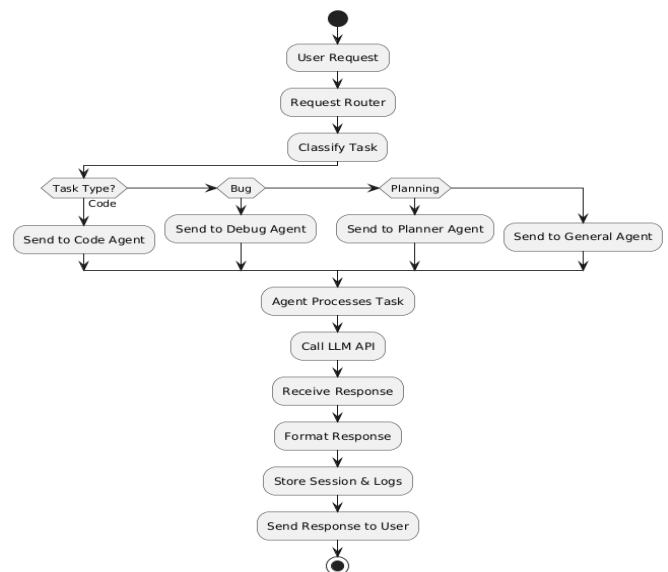 User Request
Request Router
Classify Task
Task Type?
Bug
Planning
Code
Send to Code Agent
Send to Debug Agent
Send to Planner Agent
Send to General Agent
Agent Processes Task
Call LLM API
Receive Response
Format Response
Store Session & Logs
Send Response to User